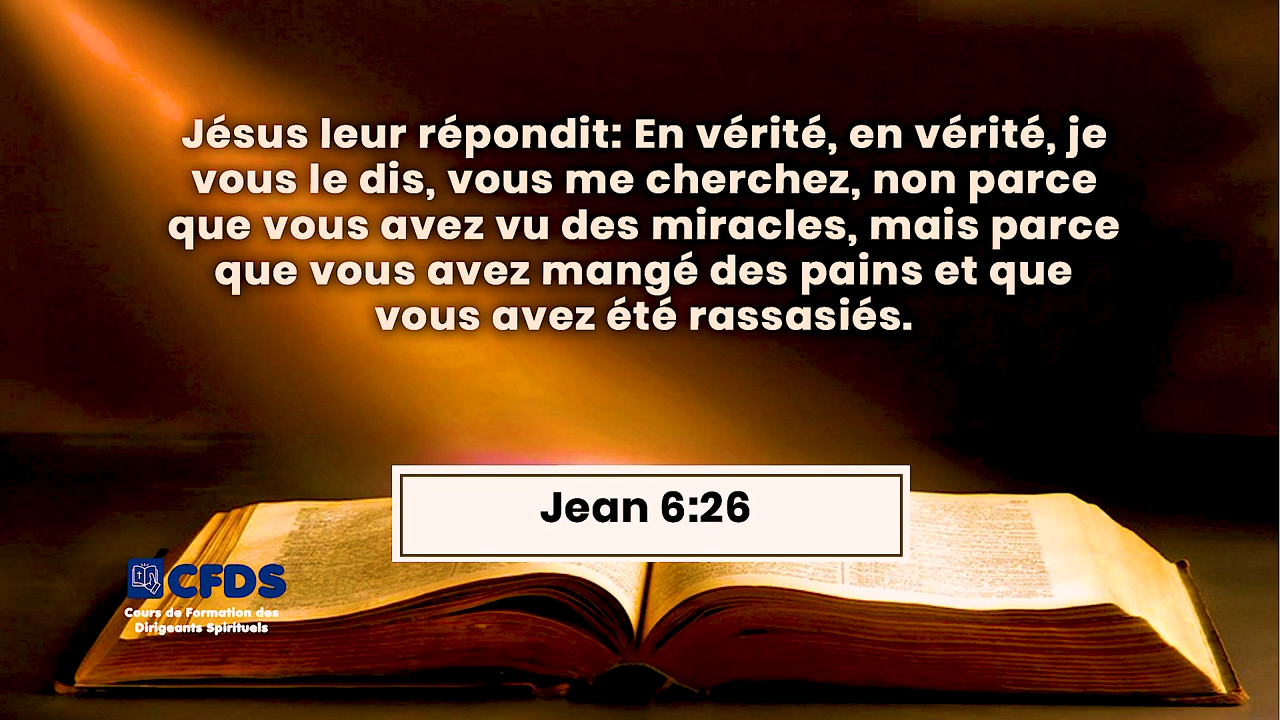 Jésus leur répondit: En vérité, en vérité, je
vous le dis, vous me cherchez, non parce
que vous avez vu des miracles, mais parce
que vous avez mangé des pains et que
vous avez été rassasiés.
Jean 6:26
CFDS
Cours de Formation des
Dirigeants Spirituels